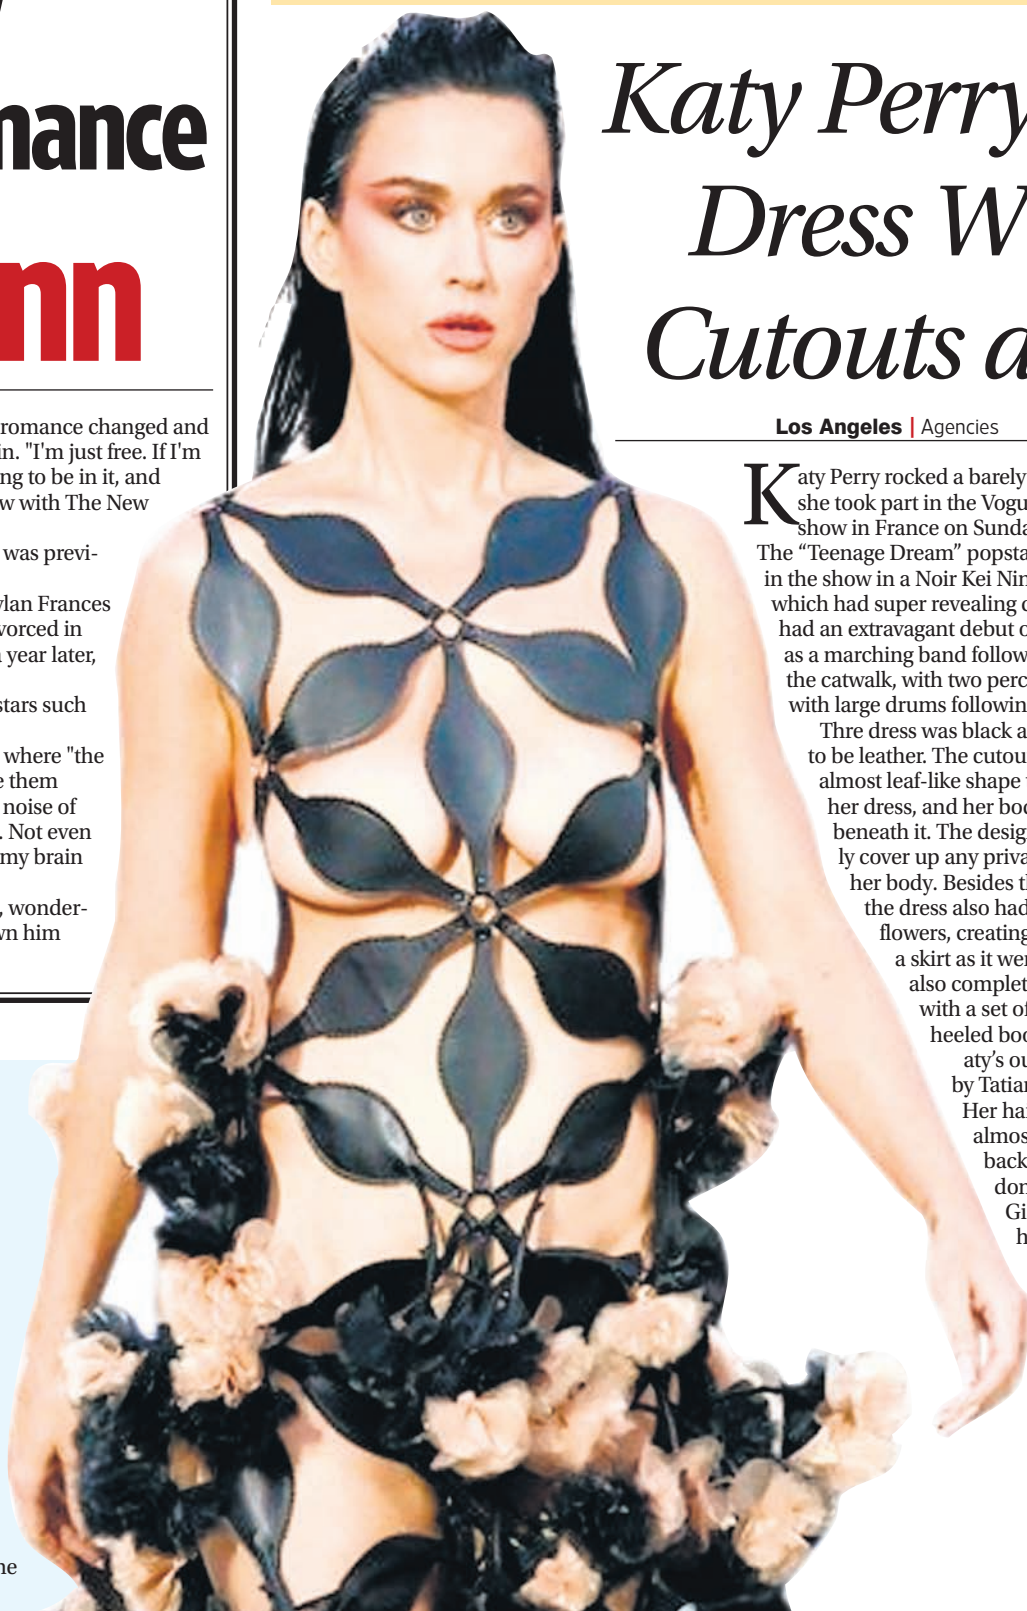 mance
nn
romance changed and
in. "I'm just free. If I'm
ng to be in it, and
w with The New
was previ-
ylan Frances
vorced in
year later,
stars such
where "the
e them
noise of
. Not even
my brain
, wonder-
wn him
ne
Katy Perry
Dress W
Cutouts a
Los Angeles | Agencies
Katy Perry rocked a barely
she took part in the Vogu
show in France on Sunda
The “Teenage Dream” popsta
in the show in a Noir Kei Nin
which had super revealing c
had an extravagant debut o
as a marching band follow
the catwalk, with two perc
with large drums followin
Thre dress was black a
to be leather. The cutou
almost leaf-like shape
her dress, and her bod
beneath it. The desig
ly cover up any priva
her body. Besides t
the dress also had
flowers, creating
a skirt as it wer
also complet
with a set of
heeled boo
aty’s ou
by Tatia
Her hai
almos
back
don
Gi
h